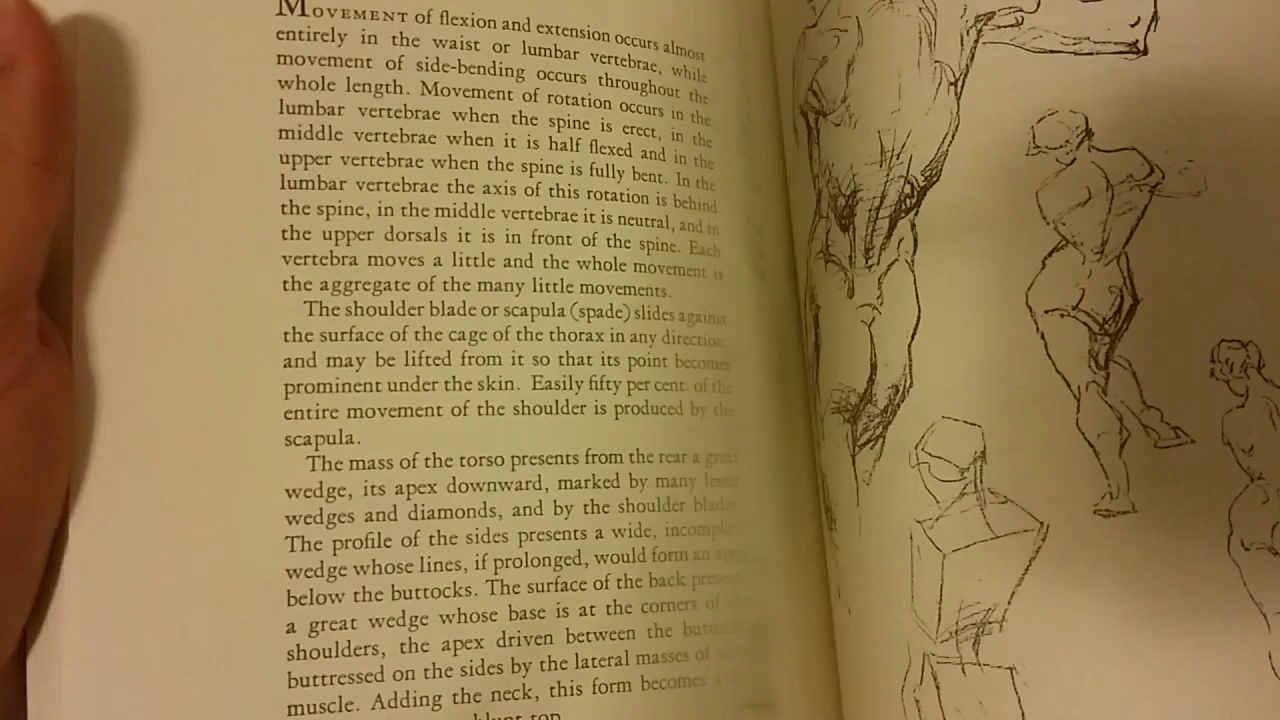 MOVEMENT of flexion and extension occurs almost
entirely in the waist or lumbar vertebrae, while
movement of side-bending occurs throughout the
whole length. Movement of rotation occurs in the
lumbar vertebrae when the spine is erect, in the
middle vertebrae when it is half flexed and in the
upper vertebrae when the spine is fully bent. In the
lumbar vertebrae the axis of this rotation is behind
the spine, in the middle vertebrae it is neutral, and in
the upper dorsals it is in front of the spine. Each
vertebra moves a little and the whole movement is
the aggregate of the many little movements.
The shoulder blade or scapula (spade) slides against
the surface of the cage of the thorax in any direction,
and may be lifted from it so that its point becomes
prominent under the skin. Easily fifty per cent. of the
entire movement of the shoulder is produced by the
scapula.
The mass of the torso presents from the rear a great
wedge, its apex downward, marked by many lesser
wedges and diamonds, and by the shoulder blades
The profile of the sides presents a wide,
wedge whose lines, if prolonged, would form an
below the buttocks. The surface of the back
a great wedge whose base is at the corners of
shoulders, the apex driven between the
buttressed on the sides by the lateral masses of
muscle. Adding the neck, this form becomes a
blunt top